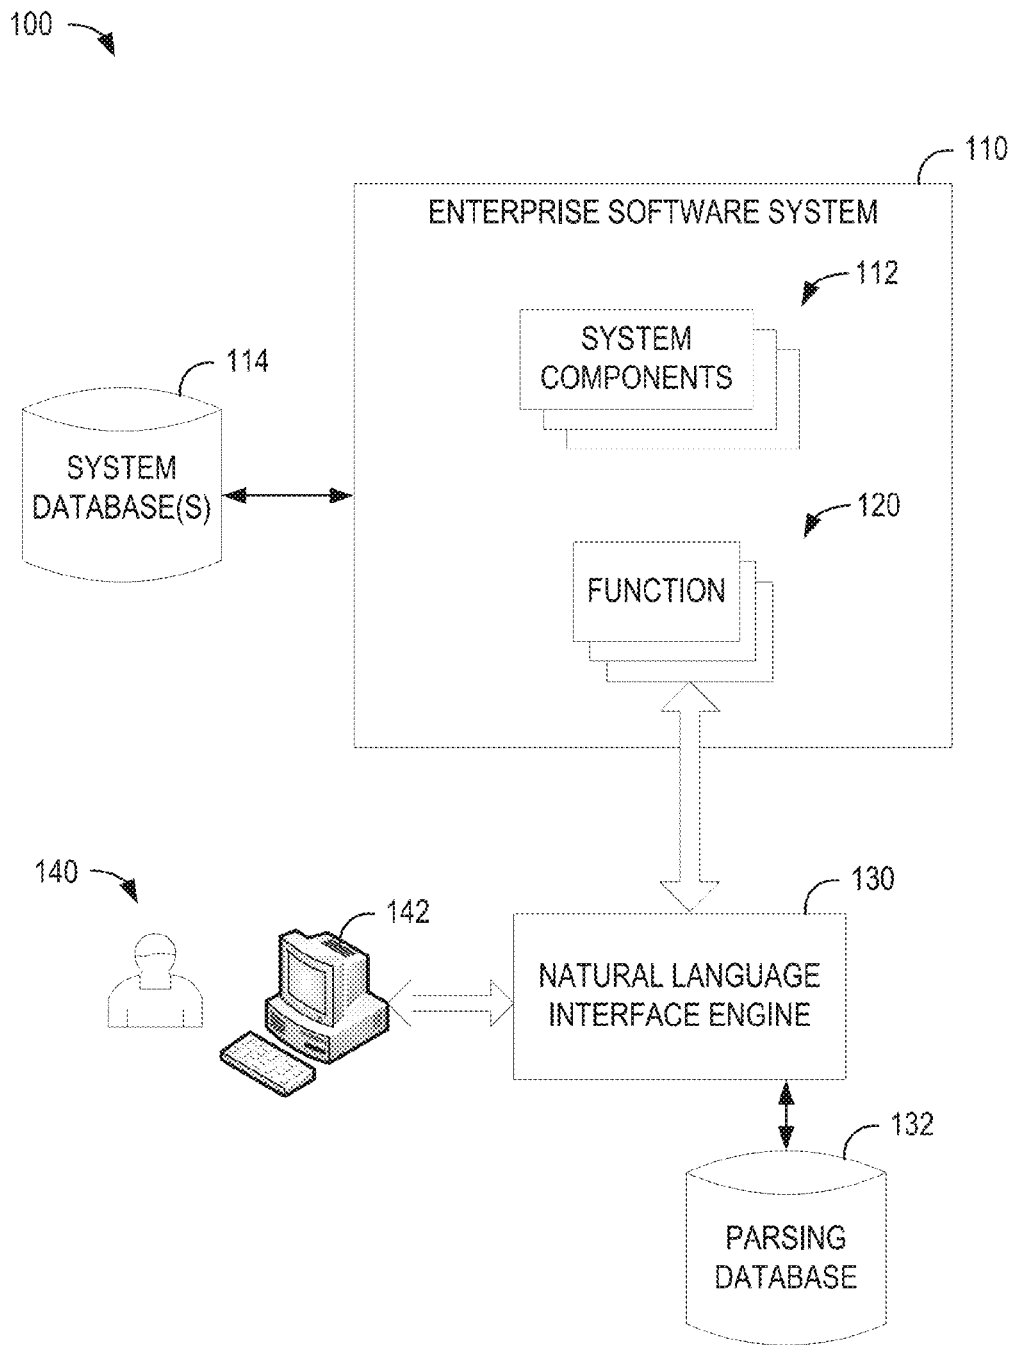 100
110
ENTERPRISE SOFTWARE SYSTEM
112
SYSTEM
COMPONENTS
114
SYSTEM
DATABASE(S)
120
FUNCTION
140
142
130
NATURAL LANGUAGE
INTERFACE ENGINE
132
PARSING
DATABASE